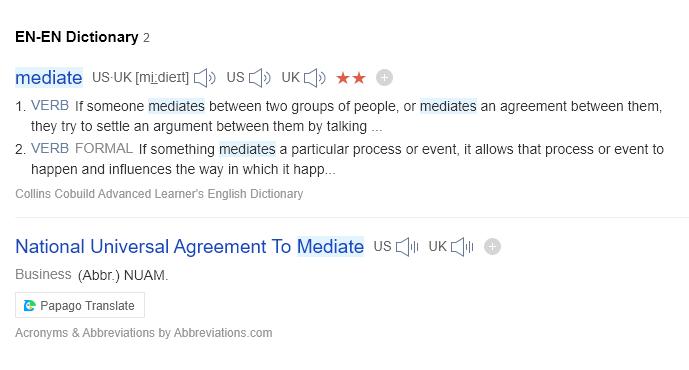 EN-EN Dictionary 2
mediate US·UK [mi:dieɪt] US UK ★★
1. VERB If someone mediates between two groups of people, or mediates an agreement between them,
they try to settle an argument between them by talking ...
2. VERB FORMAL If something mediates a particular process or event, it allows that process or event to
happen and influences the way in which it happ...
Collins Cobuild Advanced Learner's English Dictionary
National Universal Agreement To Mediate US UK
Business (Abbr.) NUAM.
Papago Translate
Acronyms & Abbreviations by Abbreviations.com